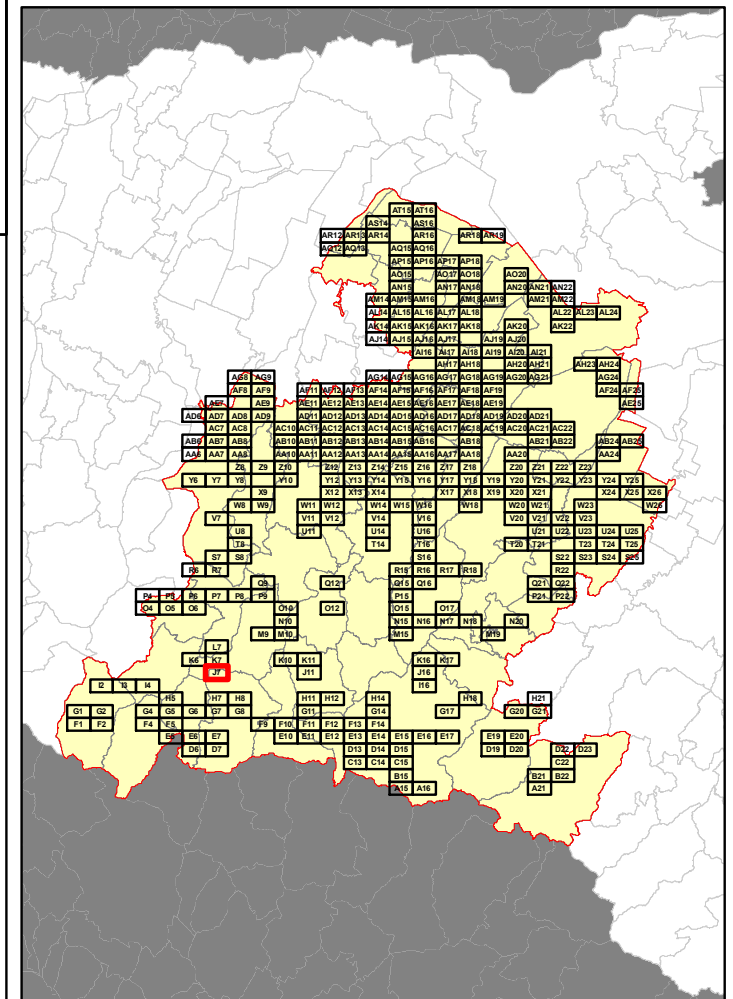 AT15 AT16
AS14 AS16
AR12 AR13 AR14 AR16 AR18 AR19
AQ12 AQ13 AQ15 AQ16
AP15 AP16 AP17 AP18
AO15 AO17 AO18 AO20
AN15 AN17 AN18 AN20 AN21 AN22
AM14 AM15 AM16 AM18 AM19 AM21 AM22
AL14 AL15 AL16 AL17 AL18 AL22 AL23 AL24
AK14 AK15 AK16 AK17 AK18 AK20 AK22
AJ14 AJ15 AJ16 AJ17 AJ19 AJ20
AI16 AI17 AI18 AI19 AI20 AI21
AH17 AH18 AH20 AH21 AH23 AH24
AG8 AG9 AG14 AG15 AG16 AG17 AG18 AG19 AG20 AG21 AG24
AF8 AF9 AF11 AF12 AF13 AF14 AF15 AF16 AF17 AF18 AF19 AF24 AF25
AE7 AE9 AE11 AE12 AE13 AE14 AE15 AE16 AE17 AE18 AE19 AE25
AD6 AD7 AD8 AD9 AD11 AD12 AD13 AD14 AD15 AD16 AD17 AD18 AD19 AD20 AD21
AC7 AC8 AC10 AC11 AC12 AC13 AC14 AC15 AC16 AC17 AC18 AC19 AC20 AC21 AC22
AB6 AB7 AB8 AB10 AB11 AB12 AB13 AB14 AB15 AB16 AB18 AB21 AB22 AB24 AB25
AA6 AA7 AA8 AA10 AA11 AA12 AA13 AA14 AA15 AA16 AA17 AA18 AA20 AA24
Z8 Z9 Z10 Z12 Z13 Z14 Z15 Z16 Z17 Z18 Z20 Z21 Z22 Z23
Y6 Y7 Y8 Y10 Y12 Y13 Y14 Y15 Y16 Y17 Y18 Y19 Y20 Y21 Y22 Y23 Y24 Y25
X9 X12 X13 X14 X17 X18 X19 X20 X21 X24 X25 X26
W8 W9 W11 W12 W14 W15 W16 W18 W20 W21 W23 W26
V7 V11 V12 V14 V16 V20 V21 V22 V23
U8 U11 U14 U16 U21 U22 U23 U24 U25
T8 T14 T16 T20 T21 T23 T24 T25
S7 S8 S16 S22 S23 S24 S25
R6 R7 R15 R16 R17 R18 R22
Q9 Q12 Q15 Q16 Q21 Q22
P4 P5 P6 P7 P8 P9 P15 P21 P22
O4 O5 O6 O10 O12 O15 O17
N10 N15 N16 N17 N18 N20
M9 M10 M15 M19
L7
K6 K7 K10 K11 K16 K17
J7 J11 J16
I2 I3 I4 I16
H5 H7 H8 H11 H12 H14 H18 H21
G1 G2 G4 G5 G6 G7 G8 G11 G14 G17 G20 G21
F1 F2 F4 F5 F9 F10 F11 F12 F13 F14
E5 E6 E7 E10 E11 E12 E13 E14 E15 E16 E17 E19 E20
D6 D7 D13 D14 D15 D19 D20 D22 D23
C13 C14 C15 C22
B15 B21 B22
A15 A16 A21